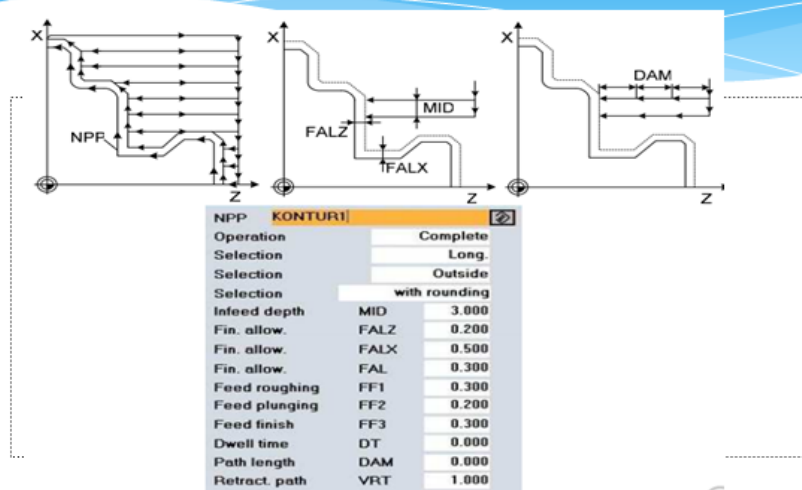 X
NPP
Z
X
MID
FALZ
FALX
Z
X
DAM
Z
NPP KONTUR1
Operation Complete
Selection Long.
Selection Outside
Selection with rounding
Infeed depth MID 3.000
Fin. allow. FALZ 0.200
Fin. allow. FALX 0.500
Fin. allow. FAL 0.300
Feed roughing FF1 0.300
Feed plunging FF2 0.200
Feed finish FF3 0.300
Dwell time DT 0.000
Path length DAM 0.000
Retract. path VRT 1.000